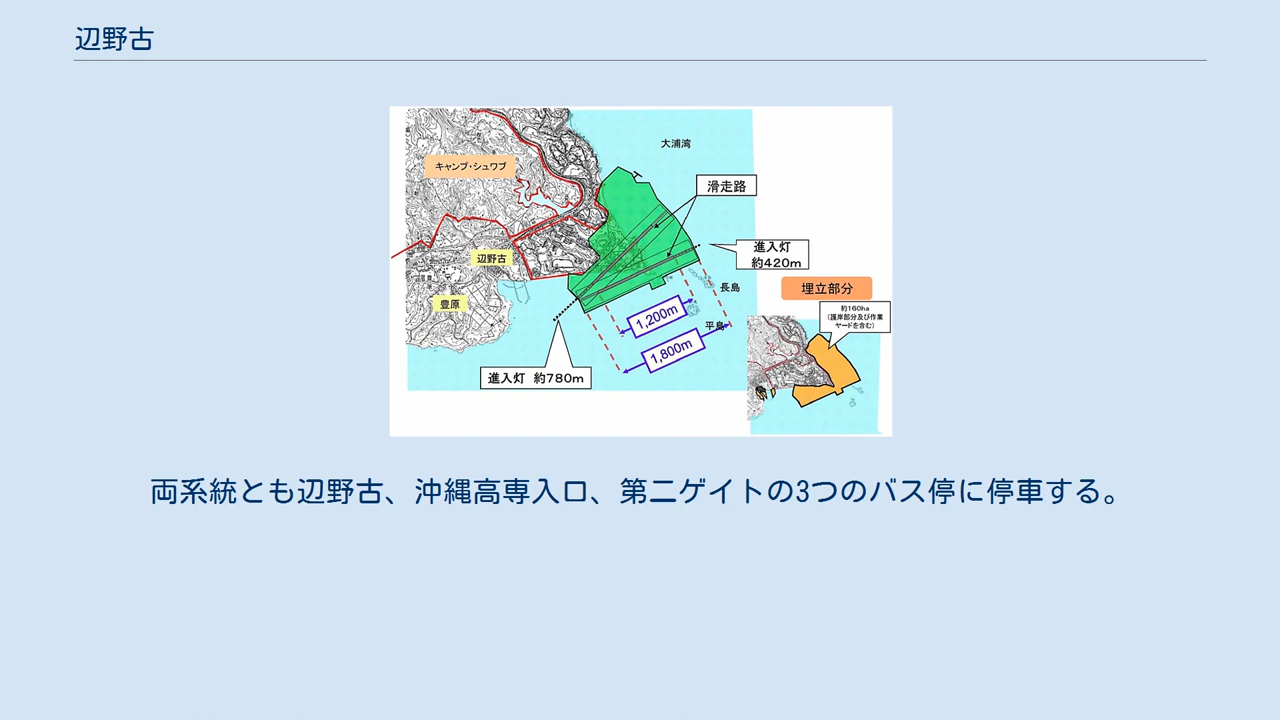 辺野古
大浦湾
キャンプ・シュワブ
滑走路
進入灯
約420m
辺野古
長島
埋立部分
豊原
約160ha
(護岸部分及び作業
ヤードを含む)
1,200m
平島
1,800m
進入灯 約780m
両系統とも辺野古、沖縄高専入口、第二ゲイトの3つのバス停に停車する。